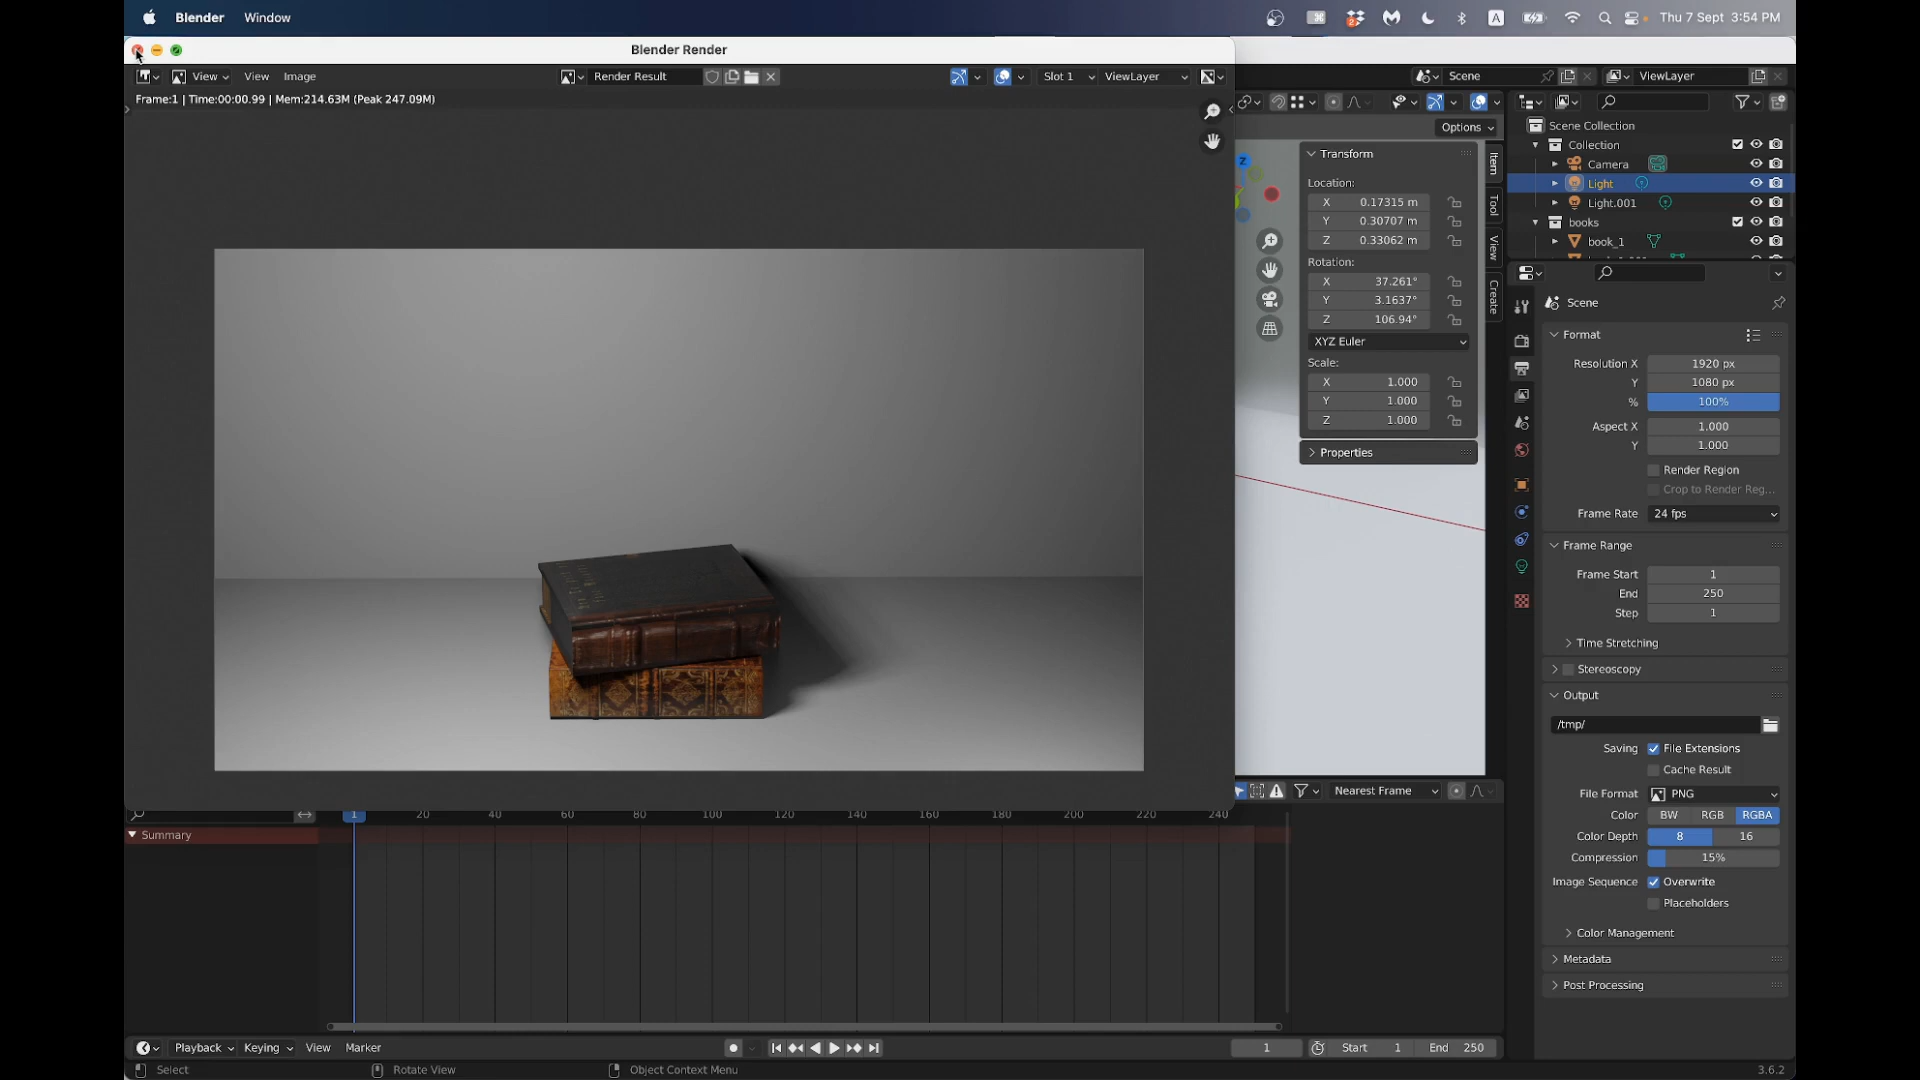 Blender Window
A Thu 7 Sept 3:54 PM
Blender Render
View View Image
Render Result
Slot 1 ViewLayer
Scene ViewLayer
Frame:1 | Time:00:00.99 | Mem:214.63M (Peak 247.09M)
Options
Scene Collection
Collection
Camera
Light
Light.001
books
book_1
Transform
Location:
X 0.17315 m
Y 0.30707 m
Z 0.33062 m
Rotation:
X 37.261°
Y 3.1637°
Z 106.94°
XYZ Euler
Scale:
X 1.000
Y 1.000
Z 1.000
Properties
Item
Tool
View
Create
Z
Scene
Format
Resolution X 1920 px
Y 1080 px
% 100%
Aspect X 1.000
Y 1.000
Render Region
Crop to Render Reg...
Frame Rate 24 fps
Frame Range
Frame Start 1
End 250
Step 1
Time Stretching
Stereoscopy
Output
/tmp/
Saving File Extensions
Cache Result
File Format PNG
Color BW RGB RGBA
Color Depth 8 16
Compression 15%
Image Sequence Overwrite
Placeholders
Color Management
Metadata
Post Processing
Nearest Frame
1 20 40 60 80 100 120 140 160 180 200 220 240
Summary
Playback Keying View Marker
1 Start 1 End 250
Select Rotate View Object Context Menu 3.6.2